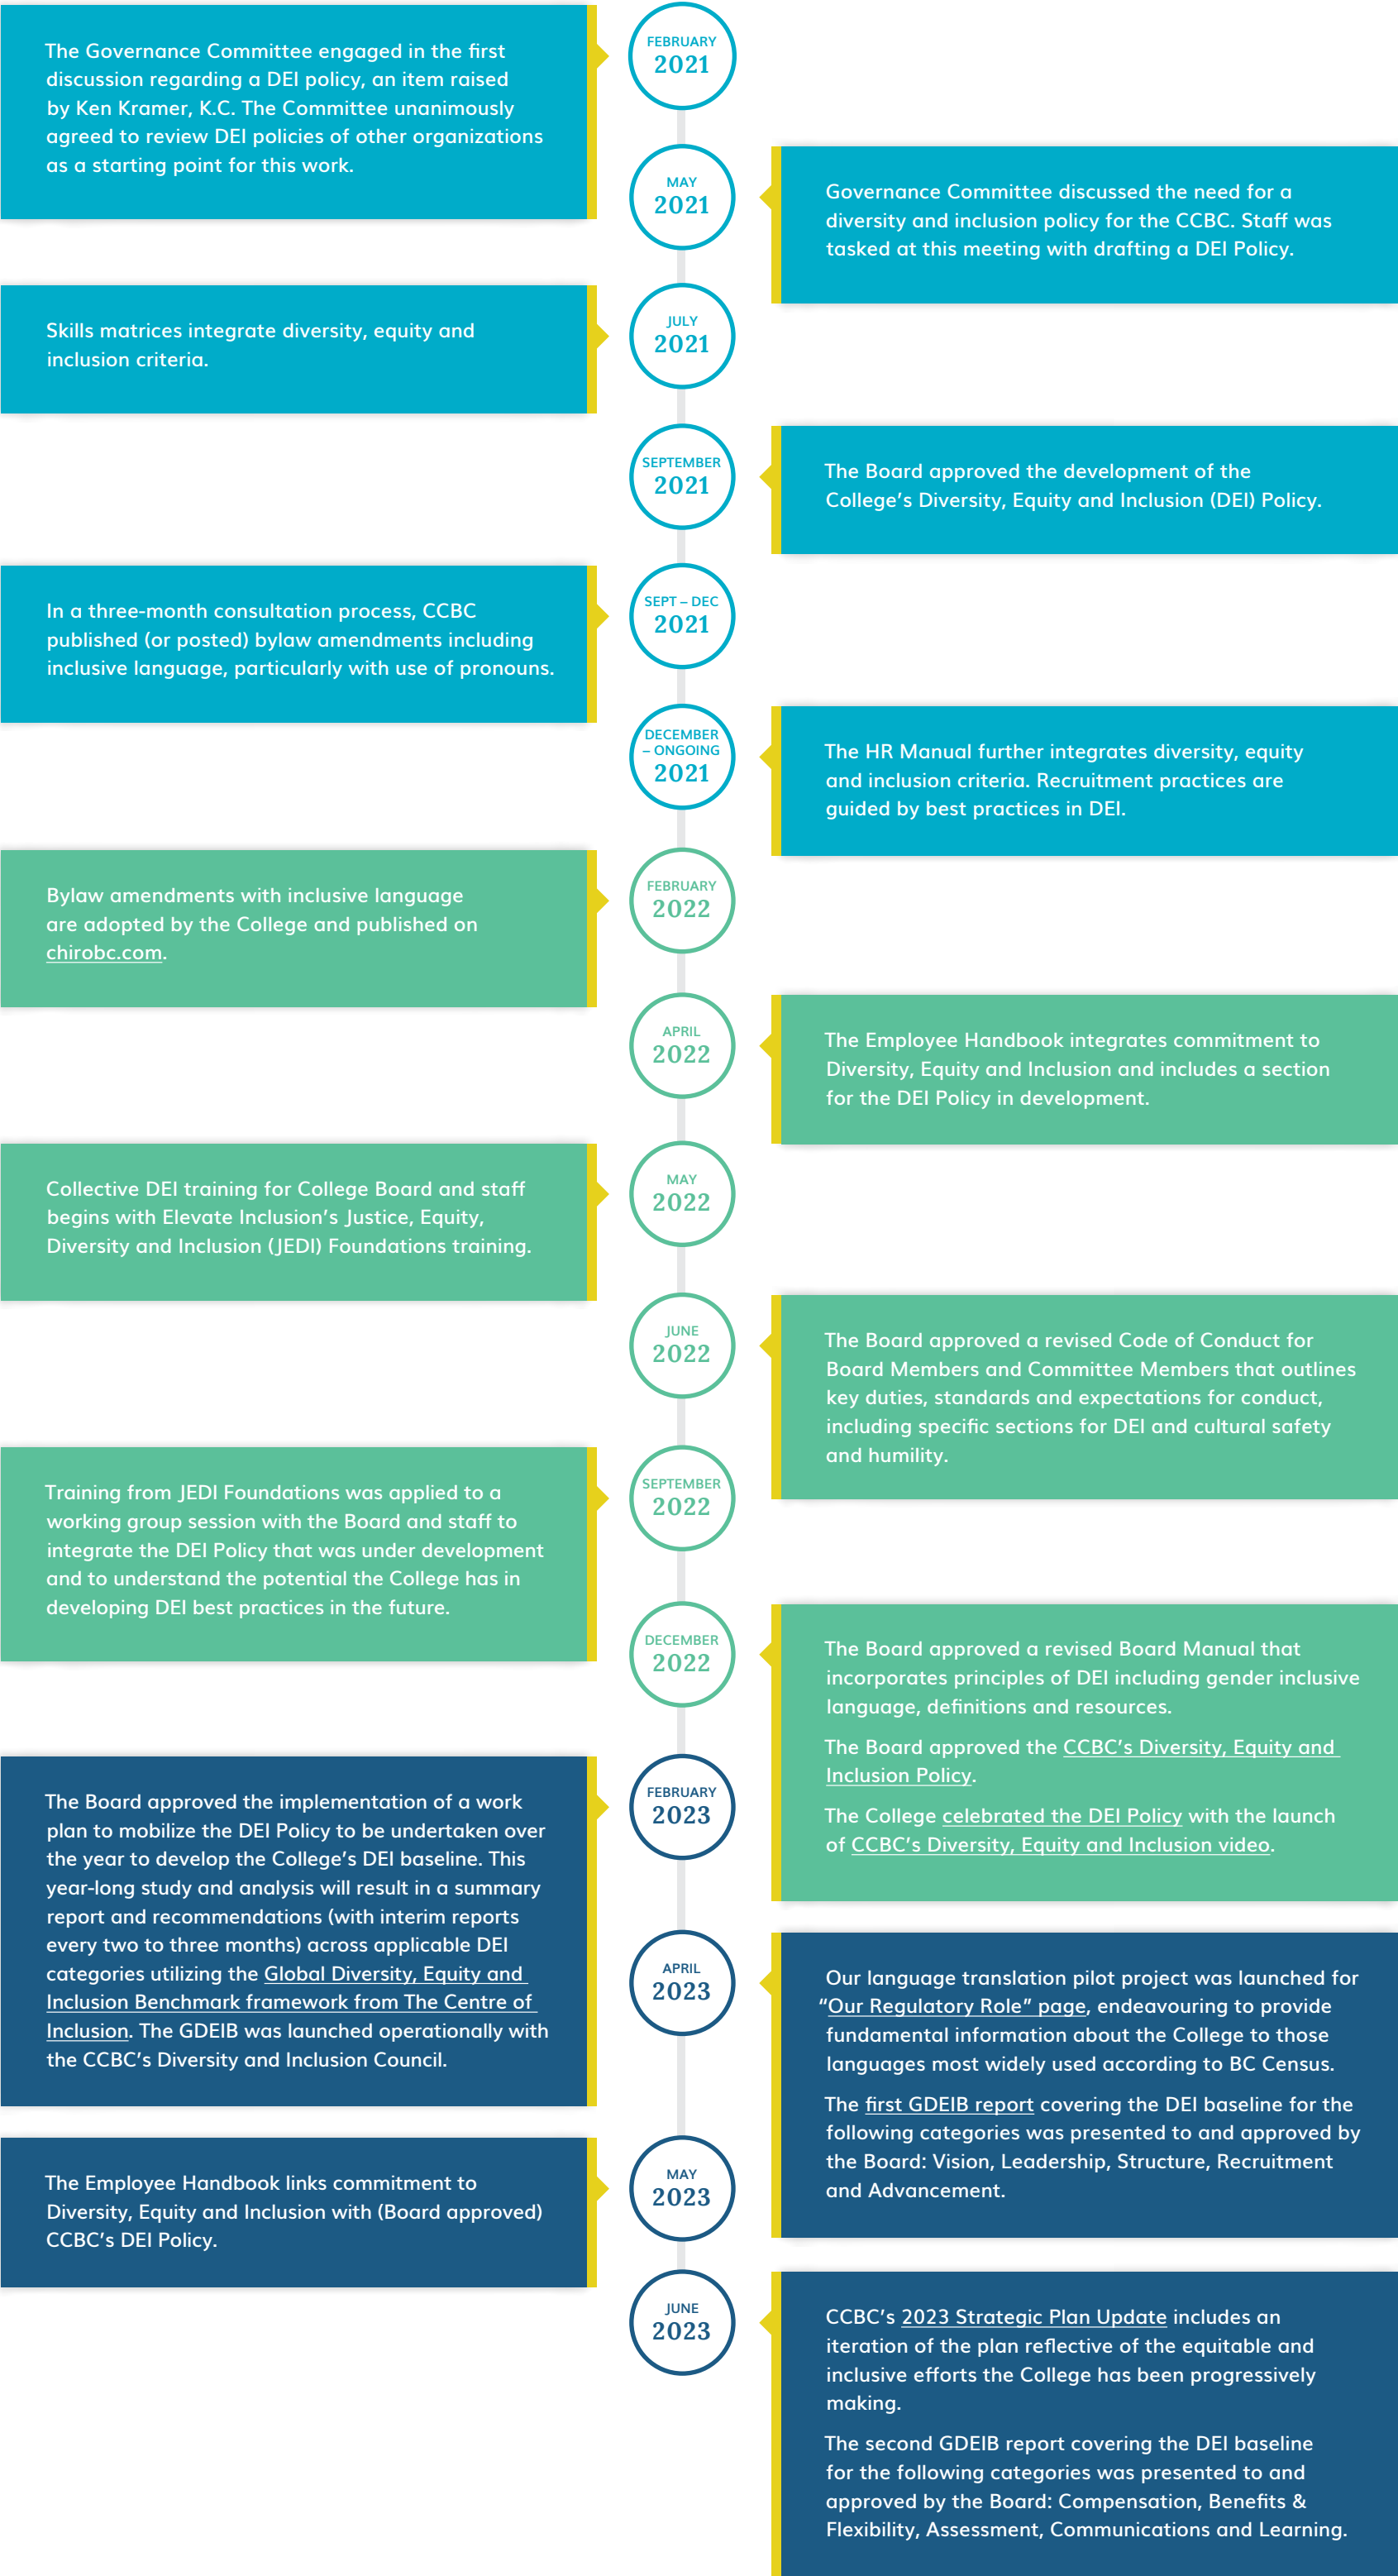 FEBRUARY
2021
The Governance Committee engaged in the first
discussion regarding a DEI policy, an item raised
by Ken Kramer, K.C. The Committee unanimously
agreed to review DEI policies of other organizations
as a starting point for this work.
MAY
2021
Governance Committee discussed the need for a
diversity and inclusion policy for the CCBC. Staff was
tasked at this meeting with drafting a DEI Policy.
JULY
2021
Skills matrices integrate diversity, equity and
inclusion criteria.
SEPTEMBER
2021
The Board approved the development of the
College’s Diversity, Equity and Inclusion (DEI) Policy.
SEPT – DEC
2021
In a three-month consultation process, CCBC
published (or posted) bylaw amendments including
inclusive language, particularly with use of pronouns.
DECEMBER
– ONGOING
2021
The HR Manual further integrates diversity, equity
and inclusion criteria. Recruitment practices are
guided by best practices in DEI.
FEBRUARY
2022
Bylaw amendments with inclusive language
are adopted by the College and published on
chirobc.com.
APRIL
2022
The Employee Handbook integrates commitment to
Diversity, Equity and Inclusion and includes a section
for the DEI Policy in development.
MAY
2022
Collective DEI training for College Board and staff
begins with Elevate Inclusion’s Justice, Equity,
Diversity and Inclusion (JEDI) Foundations training.
JUNE
2022
The Board approved a revised Code of Conduct for
Board Members and Committee Members that outlines
key duties, standards and expectations for conduct,
including specific sections for DEI and cultural safety
and humility.
SEPTEMBER
2022
Training from JEDI Foundations was applied to a
working group session with the Board and staff to
integrate the DEI Policy that was under development
and to understand the potential the College has in
developing DEI best practices in the future.
DECEMBER
2022
The Board approved a revised Board Manual that
incorporates principles of DEI including gender inclusive
language, definitions and resources.
The Board approved the CCBC’s Diversity, Equity and
Inclusion Policy.
The College celebrated the DEI Policy with the launch
of CCBC’s Diversity, Equity and Inclusion video.
FEBRUARY
2023
The Board approved the implementation of a work
plan to mobilize the DEI Policy to be undertaken over
the year to develop the College’s DEI baseline. This
year-long study and analysis will result in a summary
report and recommendations (with interim reports
every two to three months) across applicable DEI
categories utilizing the Global Diversity, Equity and
Inclusion Benchmark framework from The Centre of
Inclusion. The GDEIB was launched operationally with
the CCBC’s Diversity and Inclusion Council.
APRIL
2023
Our language translation pilot project was launched for
“Our Regulatory Role” page, endeavouring to provide
fundamental information about the College to those
languages most widely used according to BC Census.
The first GDEIB report covering the DEI baseline for the
following categories was presented to and approved by
the Board: Vision, Leadership, Structure, Recruitment
and Advancement.
MAY
2023
The Employee Handbook links commitment to
Diversity, Equity and Inclusion with (Board approved)
CCBC’s DEI Policy.
JUNE
2023
CCBC’s 2023 Strategic Plan Update includes an
iteration of the plan reflective of the equitable and
inclusive efforts the College has been progressively
making.
The second GDEIB report covering the DEI baseline
for the following categories was presented to and
approved by the Board: Compensation, Benefits &
Flexibility, Assessment, Communications and Learning.